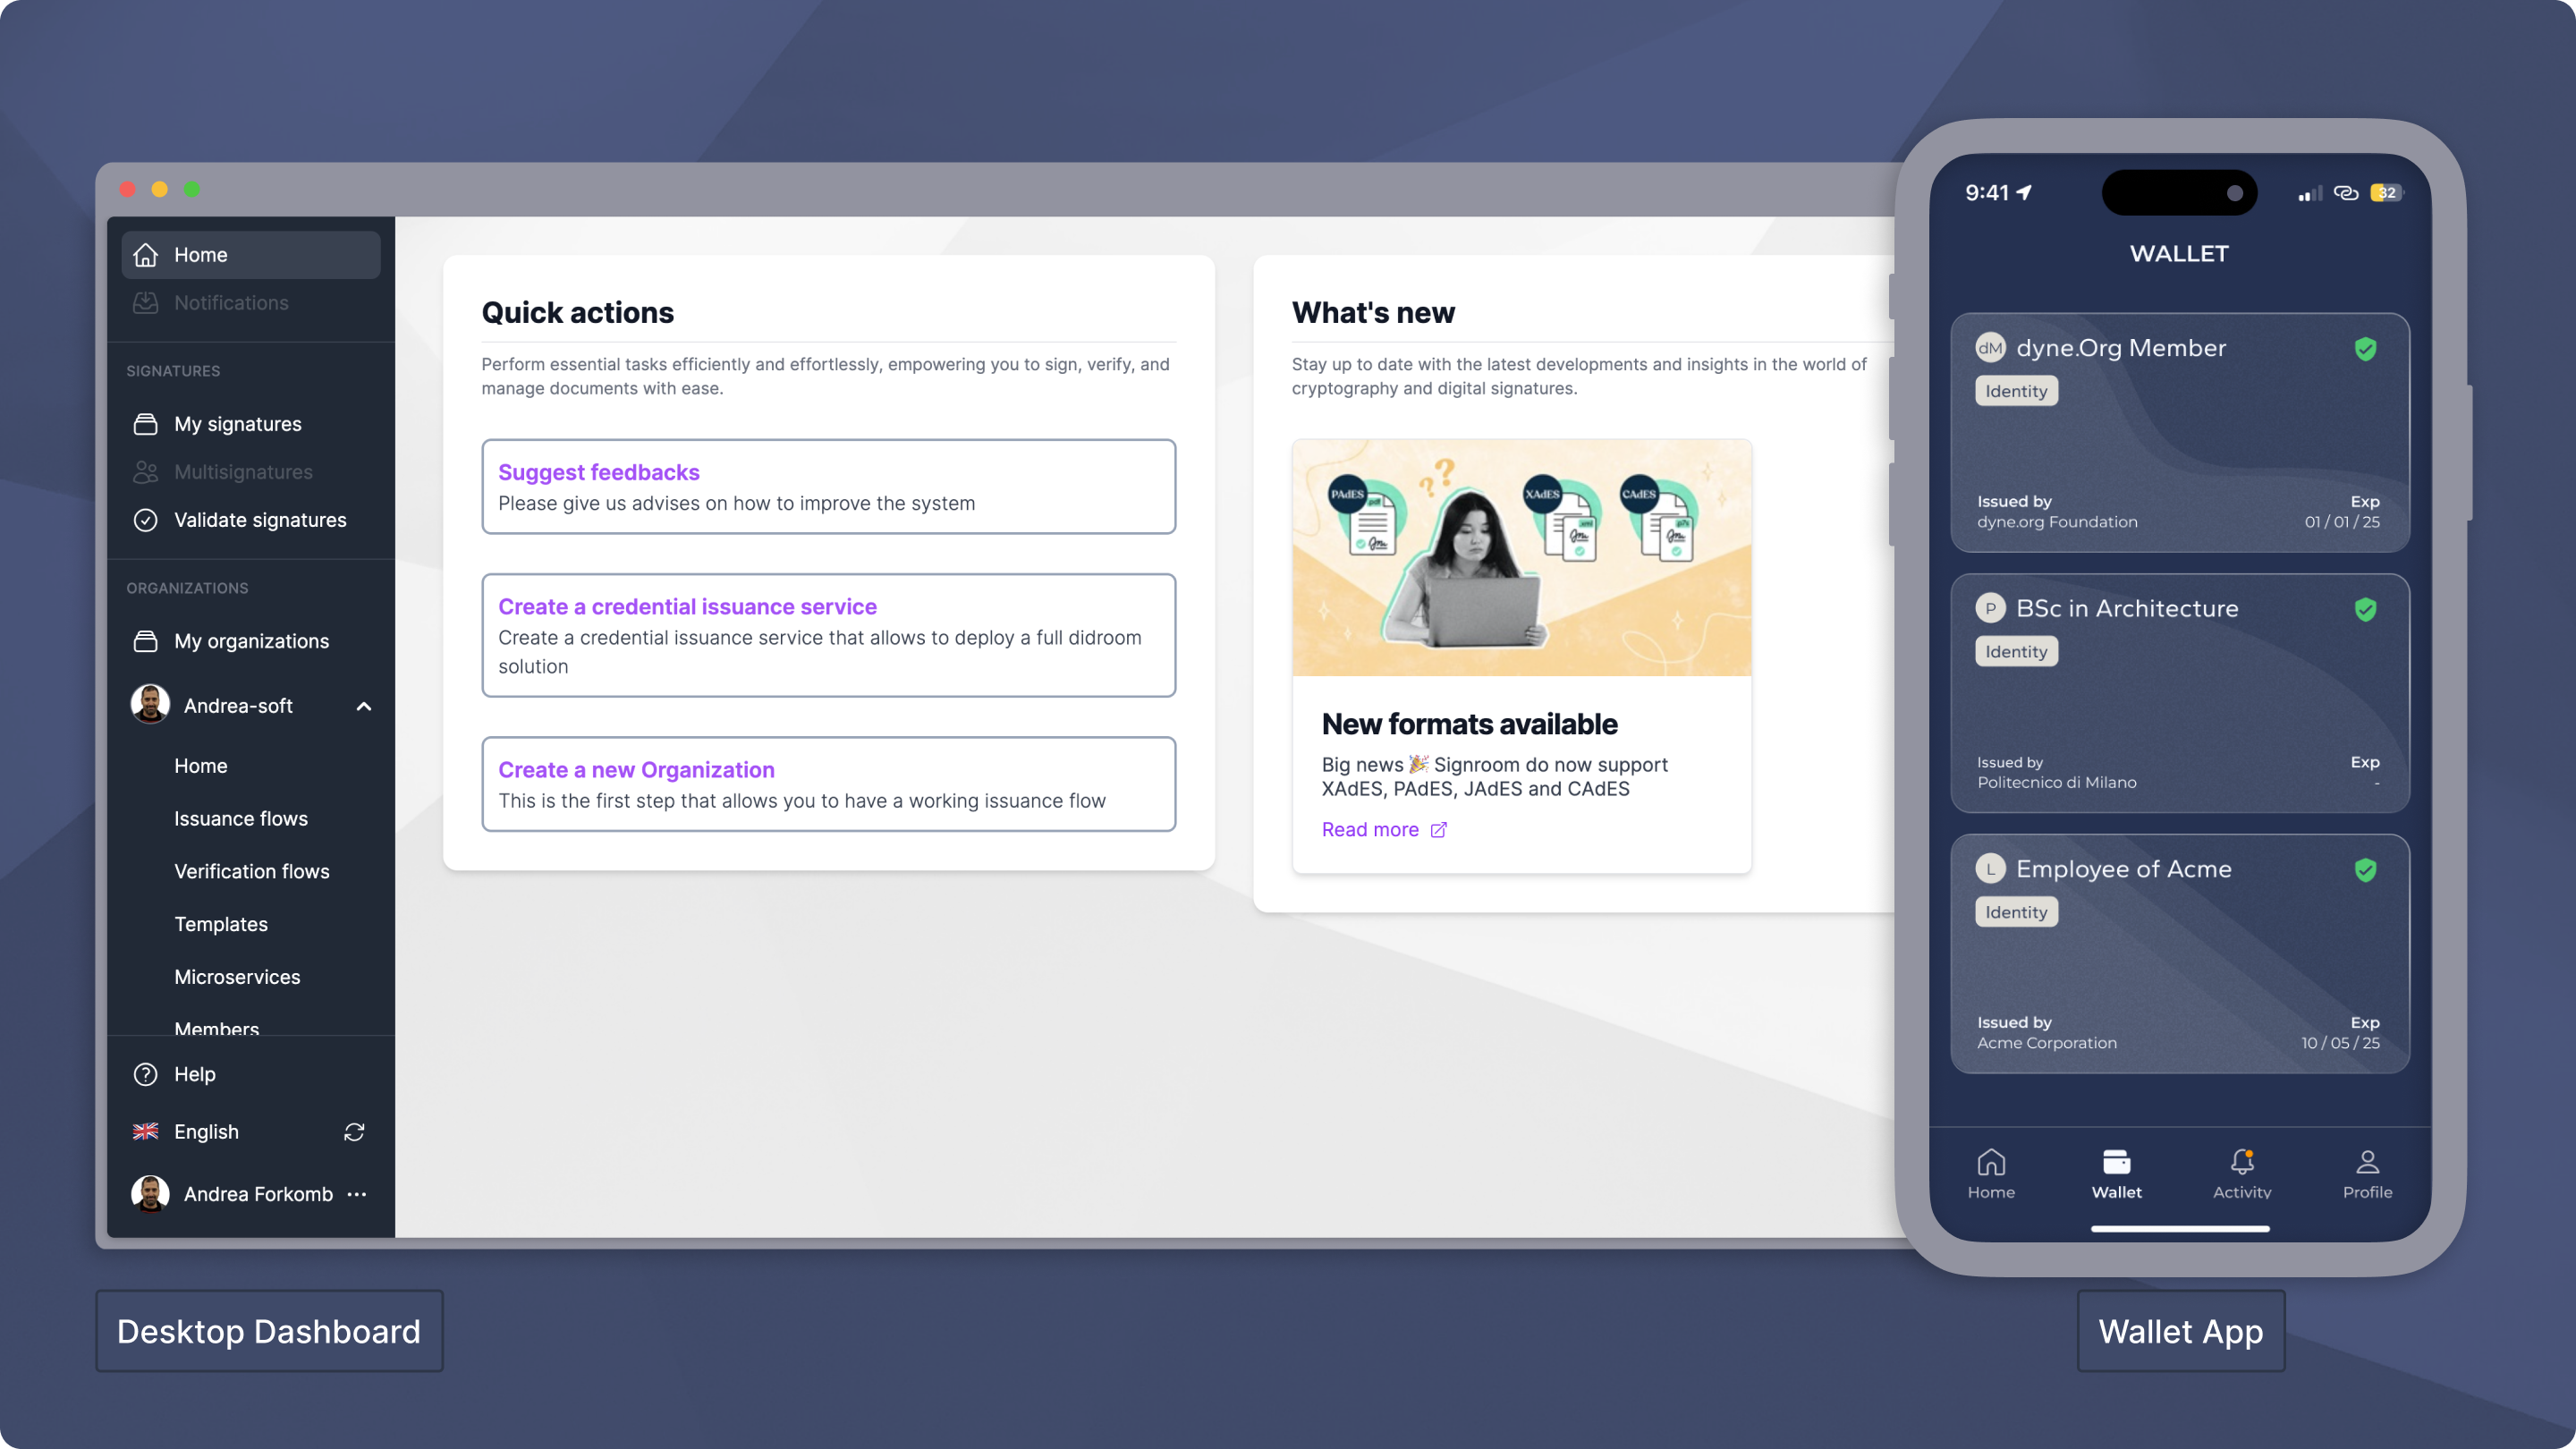 Home
Notifications
SIGNATURES
My signatures
Multisignatures
Validate signatures
ORGANIZATIONS
My organizations
Andrea-soft
Home
Issuance flows
Verification flows
Templates
Microservices
Members
Help
English
Andrea Forkomb
Quick actions
Perform essential tasks efficiently and effortlessly, empowering you to sign, verify, and
manage documents with ease.
Suggest feedbacks
Please give us advises on how to improve the system
Create a credential issuance service
Create a credential issuance service that allows to deploy a full didroom
solution
Create a new Organization
This is the first step that allows you to have a working issuance flow
What's new
Stay up to date with the latest developments and insights in the world of
cryptography and digital signatures.
PAdES
pdf
??
XAdES
xml
CAdES
p7s
New formats available
Big news 🎉 Signroom do now support
XAdES, PAdES, JAdES and CAdES
Read more
9:41
32
WALLET
dM dyne.Org Member
Identity
Issued by Exp
dyne.org Foundation 01 / 01 / 25
P BSc in Architecture
Identity
Issued by Exp
Politecnico di Milano -
L Employee of Acme
Identity
Issued by Exp
Acme Corporation 10 / 05 / 25
Home Wallet Activity Profile
Desktop Dashboard
Wallet App